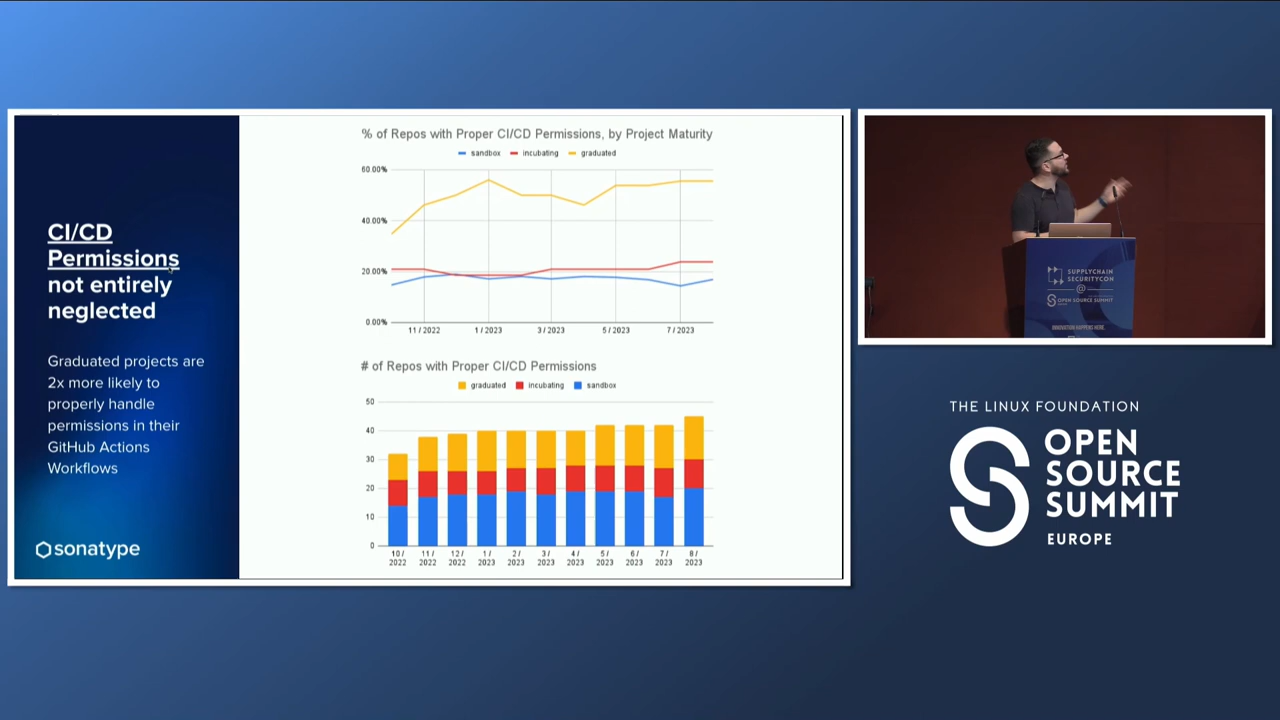 CI/CD
Permissions
not entirely
neglected
Graduated projects are
2x more likely to
properly handle
permissions in their
GitHub Actions
Workflows
sonatype
% of Repos with Proper CI/CD Permissions, by Project Maturity
sandbox incubating graduated
60.00%
40.00%
20.00%
0.00%
11 / 2022 1 / 2023 3 / 2023 5 / 2023 7 / 2023
# of Repos with Proper CI/CD Permissions
graduated incubating sandbox
50
40
30
20
10
0
10 / 11 / 12 / 1 / 2 / 3 / 4 / 5 / 6 / 7 / 8 /
2022 2022 2022 2023 2023 2023 2023 2023 2023 2023 2023
SUPPLYCHAIN
SECURITYCON
@
OPEN SOURCE SUMMIT
INNOVATION HAPPENS HERE.
THE LINUX FOUNDATION
OPEN
SOURCE
SUMMIT
EUROPE